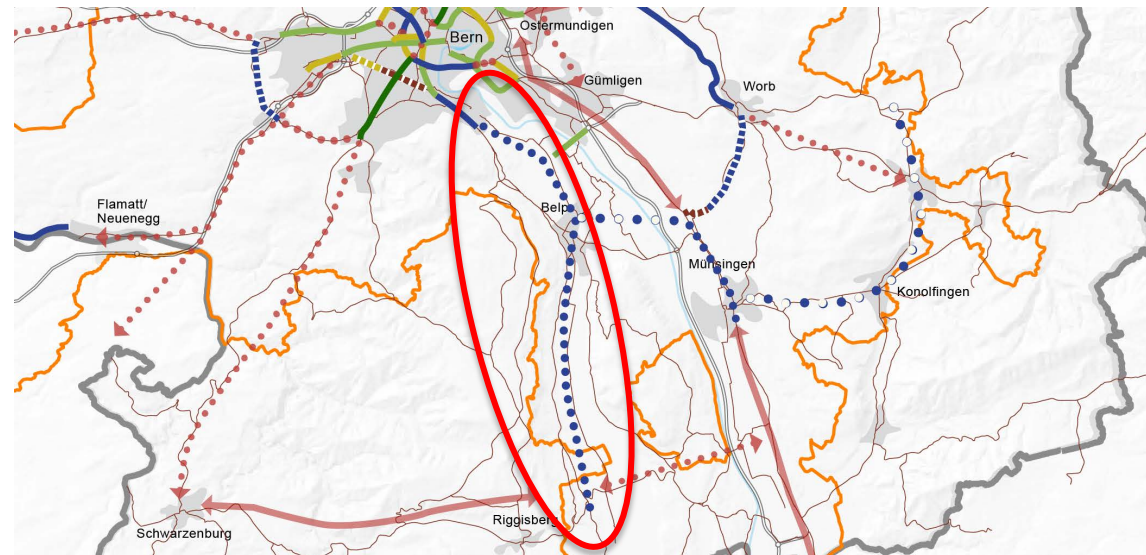 Ostermundigen
Bern
Gümligen
Worb
Flamatt/
Neuenegg
Belp
Münsingen
Konolfingen
Riggisberg
Schwarzenburg